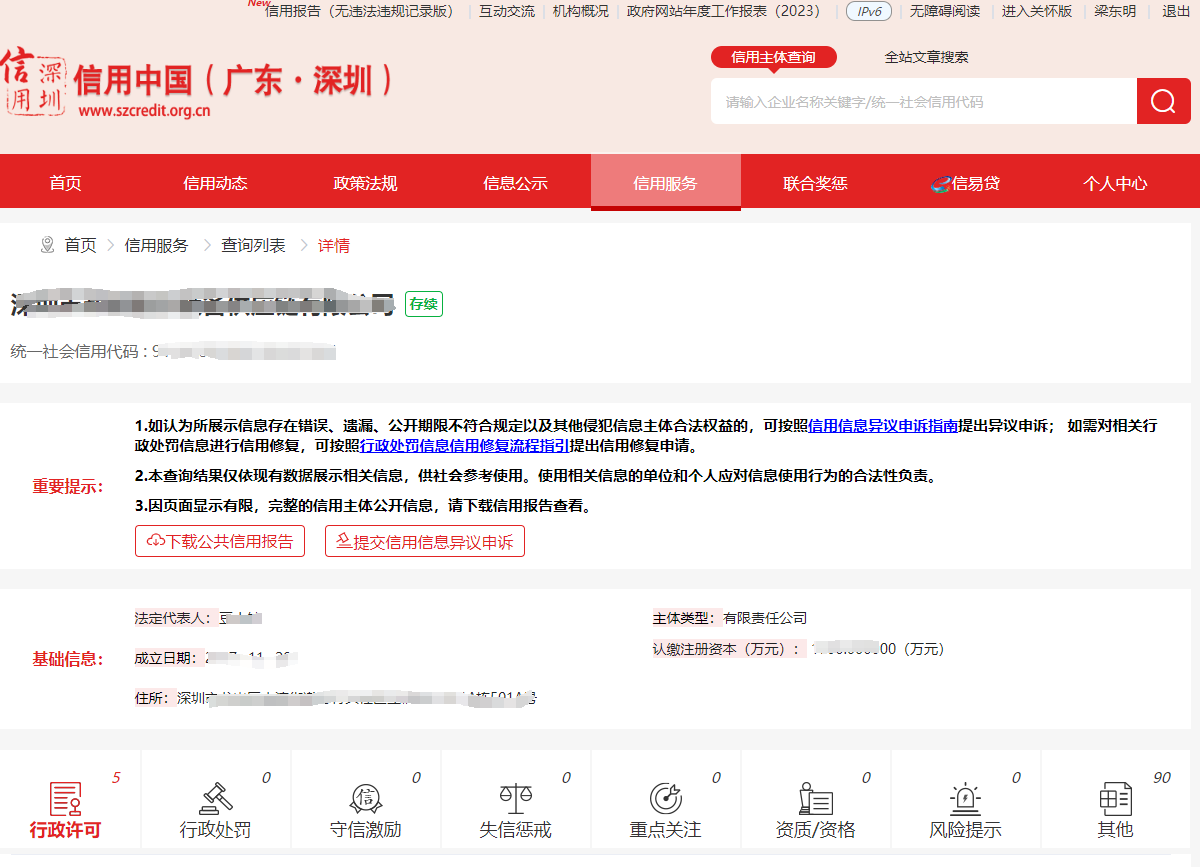 New
信用报告（无违法违规记录版） 互动交流 机构概况 政府网站年度工作报表（2023） IPv6 无障碍阅读 进入关怀版 梁东明 退出
信用 深圳 信用中国（广东·深圳）
www.szcredit.org.cn
信用主体查询 全站文章搜索
请输入企业名称关键字/统一社会信用代码
首页 信用动态 政策法规 信息公示 信用服务 联合奖惩 信易贷 个人中心
首页 信用服务 查询列表 详情
存续
统一社会信用代码：9
重要提示：
1.如认为所展示信息存在错误、遗漏、公开期限不符合规定以及其他侵犯信息主体合法权益的，可按照信用信息异议申诉指南提出异议申诉； 如需对相关行
政处罚信息进行信用修复，可按照行政处罚信息信用修复流程指引提出信用修复申请。
2.本查询结果仅依现有数据展示相关信息，供社会参考使用。使用相关信息的单位和个人应对信息使用行为的合法性负责。
3.因页面显示有限，完整的信用主体公开信息，请下载信用报告查看。
下载公共信用报告 提交信用信息异议申诉
基础信息：
法定代表人： 主体类型：有限责任公司
成立日期： 认缴注册资本（万元）： 00（万元）
住所：深圳
5 0 0 0 0 0 0 90
信
行政许可 行政处罚 守信激励 失信惩戒 重点关注 资质/资格 风险提示 其他